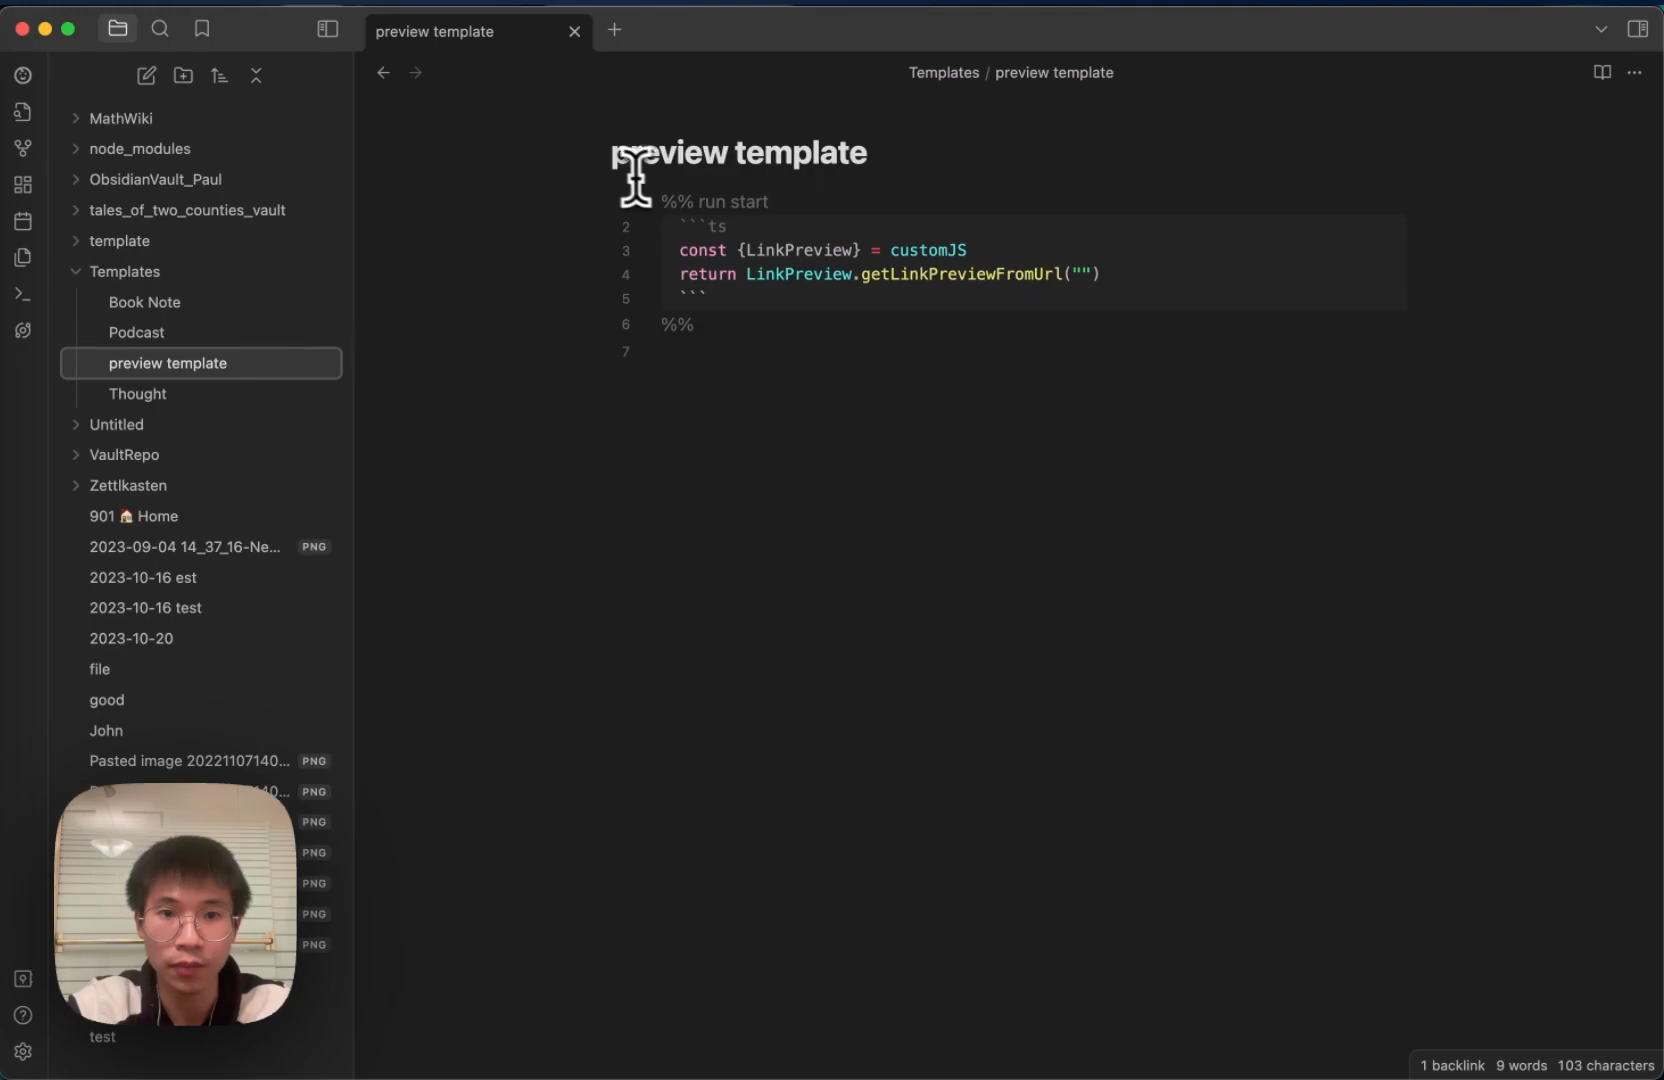 preview template
Templates / preview template
MathWiki
node_modules
ObsidianVault_Paul
tales_of_two_counties_vault
template
Templates
Book Note
Podcast
preview template
Thought
Untitled
VaultRepo
Zettlkasten
901 🏠 Home
2023-09-04 14_37_16-Ne... PNG
2023-10-16 est
2023-10-16 test
2023-10-20
file
good
John
Pasted image 20221107140... PNG
40... PNG
PNG
PNG
PNG
PNG
PNG
test
preview template
%% run start
2 ```ts
3 const {LinkPreview} = customJS
4 return LinkPreview.getLinkPreviewFromUrl("")
5 ```
6 %%
7
1 backlink 9 words 103 characters